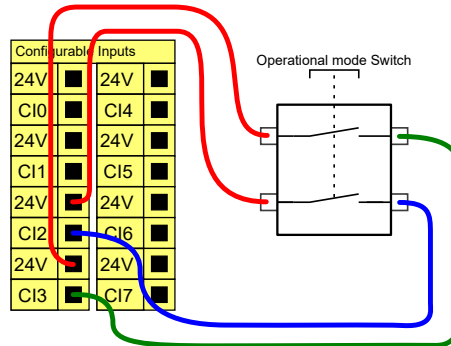 Configurable Inputs
Operational mode Switch
24V 24V
CI0 CI4
24V 24V
CI1 CI5
24V 24V
CI2 CI6
24V 24V
CI3 CI7